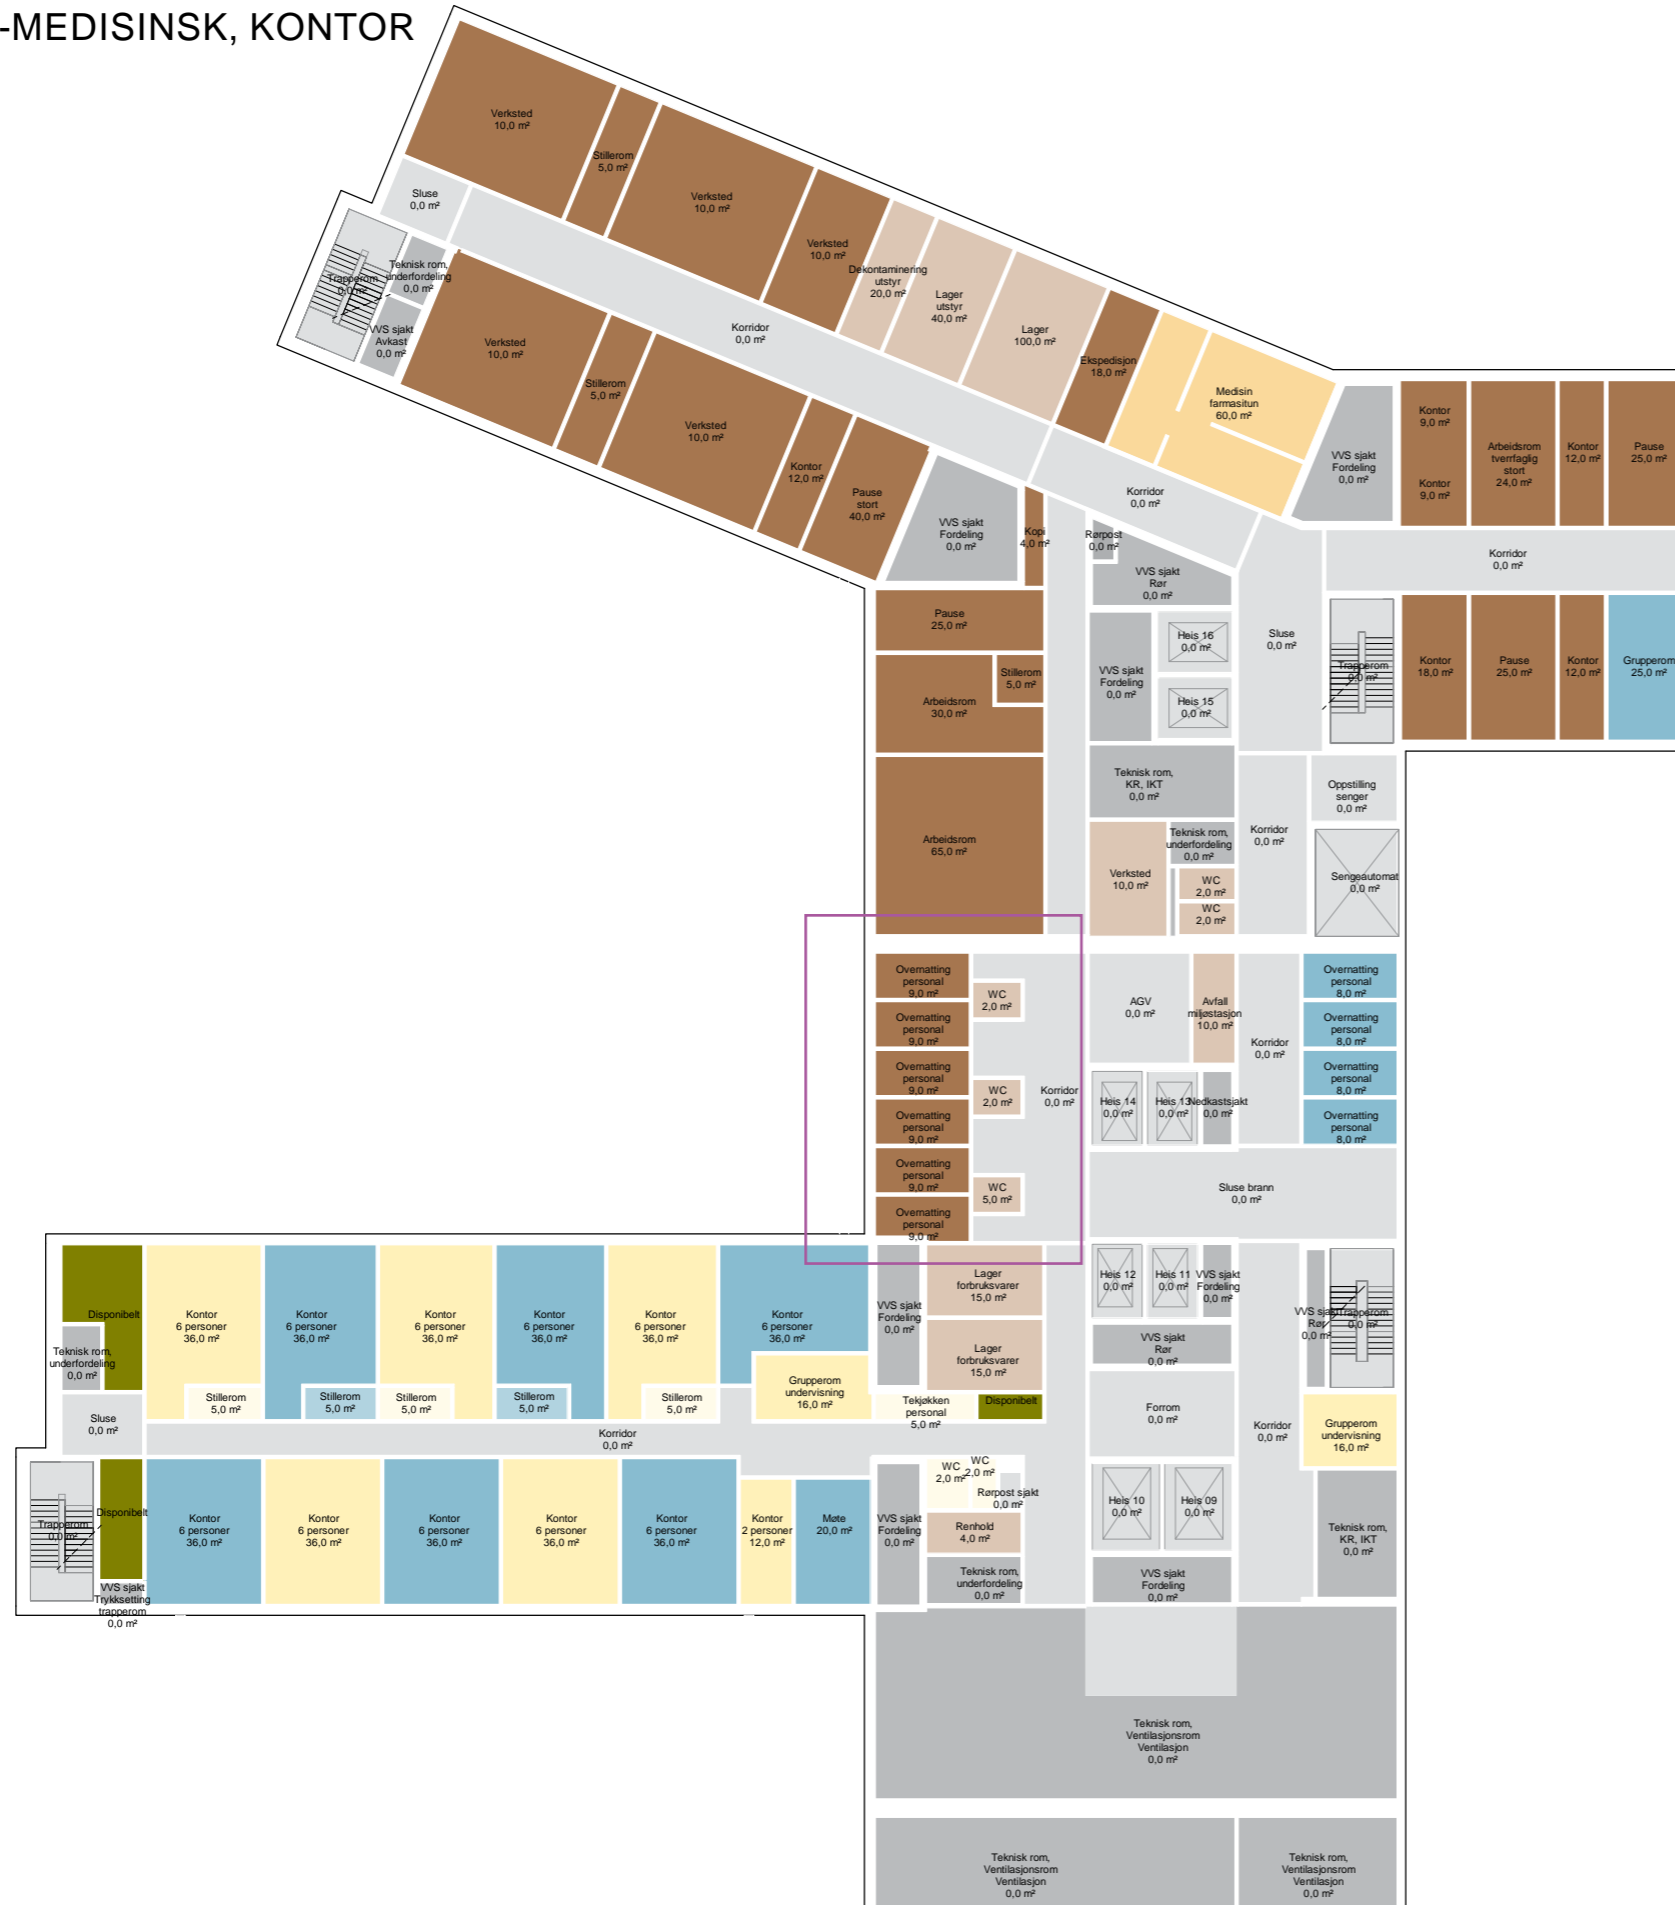 -MEDISINSK, KONTOR
Verksted
10,0 m²
Stillerom
5,0 m²
Verksted
10,0 m²
Verksted
10,0 m²
Dekontaminering
utstyr
20,0 m²
Lager
utstyr
40,0 m²
Lager
100,0 m²
Ekspedisjon
18,0 m²
Medisin
farmasitun
60,0 m²
Sluse
0,0 m²
Trapperom
0,0 m²
Teknisk rom,
underfordeling
0,0 m²
VVS sjakt
Avkast
0,0 m²
Korridor
0,0 m²
Verksted
10,0 m²
Stillerom
5,0 m²
Verksted
10,0 m²
Kontor
12,0 m²
Pause
stort
40,0 m²
VVS sjakt
Fordeling
0,0 m²
Kopi
4,0 m²
Korridor
0,0 m²
Rørpost
0,0 m²
VVS sjakt
Rør
0,0 m²
VVS sjakt
Fordeling
0,0 m²
Kontor
9,0 m²
Kontor
9,0 m²
Arbeidsrom
tverrfaglig
stort
24,0 m²
Kontor
12,0 m²
Pause
25,0 m²
Korridor
0,0 m²
Pause
25,0 m²
Stillerom
5,0 m²
Arbeidsrom
30,0 m²
Arbeidsrom
65,0 m²
VVS sjakt
Fordeling
0,0 m²
Heis 16
0,0 m²
Heis 15
0,0 m²
Sluse
0,0 m²
Trapperom
0,0 m²
Kontor
18,0 m²
Pause
25,0 m²
Kontor
12,0 m²
Grupperom
25,0 m²
Teknisk rom,
KR, IKT
0,0 m²
Oppstilling
senger
0,0 m²
Verksted
10,0 m²
Teknisk rom,
underfordeling
0,0 m²
WC
2,0 m²
WC
2,0 m²
Korridor
0,0 m²
Sengeautomat
0,0 m²
Overnatting
personal
9,0 m²
Overnatting
personal
9,0 m²
Overnatting
personal
9,0 m²
Overnatting
personal
9,0 m²
Overnatting
personal
9,0 m²
Overnatting
personal
9,0 m²
WC
2,0 m²
WC
2,0 m²
WC
5,0 m²
Korridor
0,0 m²
AGV
0,0 m²
Avfall
miljøstasjon
10,0 m²
Korridor
0,0 m²
Overnatting
personal
8,0 m²
Overnatting
personal
8,0 m²
Overnatting
personal
8,0 m²
Overnatting
personal
8,0 m²
Heis 14
0,0 m²
Heis 13
0,0 m²
Nedkastsjakt
0,0 m²
Sluse brann
0,0 m²
Disponibelt
Teknisk rom,
underfordeling
0,0 m²
Sluse
0,0 m²
Kontor
6 personer
36,0 m²
Kontor
6 personer
36,0 m²
Kontor
6 personer
36,0 m²
Kontor
6 personer
36,0 m²
Kontor
6 personer
36,0 m²
Kontor
6 personer
36,0 m²
Stillerom
5,0 m²
Stillerom
5,0 m²
Stillerom
5,0 m²
Stillerom
5,0 m²
Stillerom
5,0 m²
Grupperom
undervisning
16,0 m²
VVS sjakt
Fordeling
0,0 m²
Lager
forbruksvarer
15,0 m²
Lager
forbruksvarer
15,0 m²
Tekjøkken
personal
5,0 m²
Disponibelt
Heis 12
0,0 m²
Heis 11
0,0 m²
VVS sjakt
Fordeling
0,0 m²
VVS sjakt
Rør
0,0 m²
VVS sjakt
Rør
0,0 m²
Trapperom
0,0 m²
Forrom
0,0 m²
Korridor
0,0 m²
Grupperom
undervisning
16,0 m²
Korridor
0,0 m²
Trapperom
0,0 m²
Disponibelt
VVS sjakt
Trykksetting
trapperom
0,0 m²
Kontor
6 personer
36,0 m²
Kontor
6 personer
36,0 m²
Kontor
6 personer
36,0 m²
Kontor
6 personer
36,0 m²
Kontor
6 personer
36,0 m²
Kontor
2 personer
12,0 m²
Møte
20,0 m²
VVS sjakt
Fordeling
0,0 m²
WC
2,0 m²
WC
2,0 m²
Rørpost sjakt
0,0 m²
Renhold
4,0 m²
Teknisk rom,
underfordeling
0,0 m²
Heis 10
0,0 m²
Heis 09
0,0 m²
VVS sjakt
Fordeling
0,0 m²
Teknisk rom,
KR, IKT
0,0 m²
Teknisk rom,
Ventilasjonsrom
Ventilasjon
0,0 m²
Teknisk rom,
Ventilasjonsrom
Ventilasjon
0,0 m²
Teknisk rom,
Ventilasjonsrom
Ventilasjon
0,0 m²